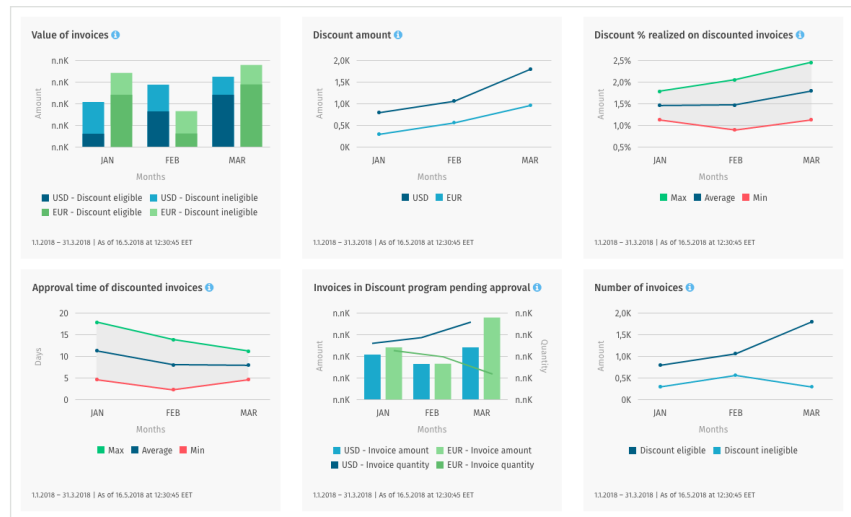 Value of invoices
n.nK
n.nK
n.nK
n.nK
n.nK
Amount
JAN FEB MAR
Months
USD - Discount eligible USD - Discount ineligible
EUR - Discount eligible EUR - Discount ineligible
1.1.2018 – 31.3.2018 | As of 16.5.2018 at 12:30:45 EET
Discount amount
2,0K
1,5K
1,0K
0,5K
0K
Amount
JAN FEB MAR
Months
USD EUR
1.1.2018 – 31.3.2018 | As of 16.5.2018 at 12:30:45 EET
Discount % realized on discounted invoices
2,5%
2,0%
1,5%
1,0%
0,5%
Amount
JAN FEB MAR
Months
Max Average Min
1.1.2018 – 31.3.2018 | As of 16.5.2018 at 12:30:45 EET
Approval time of discounted invoices
20
15
10
5
0
Days
JAN FEB MAR
Months
Max Average Min
1.1.2018 – 31.3.2018 | As of 16.5.2018 at 12:30:45 EET
Invoices in Discount program pending approval
n.nK n.nK
n.nK n.nK
n.nK n.nK
n.nK n.nK
n.nK n.nK
Amount
Quantity
JAN FEB MAR
Months
USD - Invoice amount EUR - Invoice amount
USD - Invoice quantity EUR - Invoice quantity
1.1.2018 – 31.3.2018 | As of 16.5.2018 at 12:30:45 EET
Number of invoices
2,0K
1,5K
1,0K
0,5K
0K
Amount
JAN FEB MAR
Months
Discount eligible Discount ineligible
1.1.2018 – 31.3.2018 | As of 16.5.2018 at 12:30:45 EET